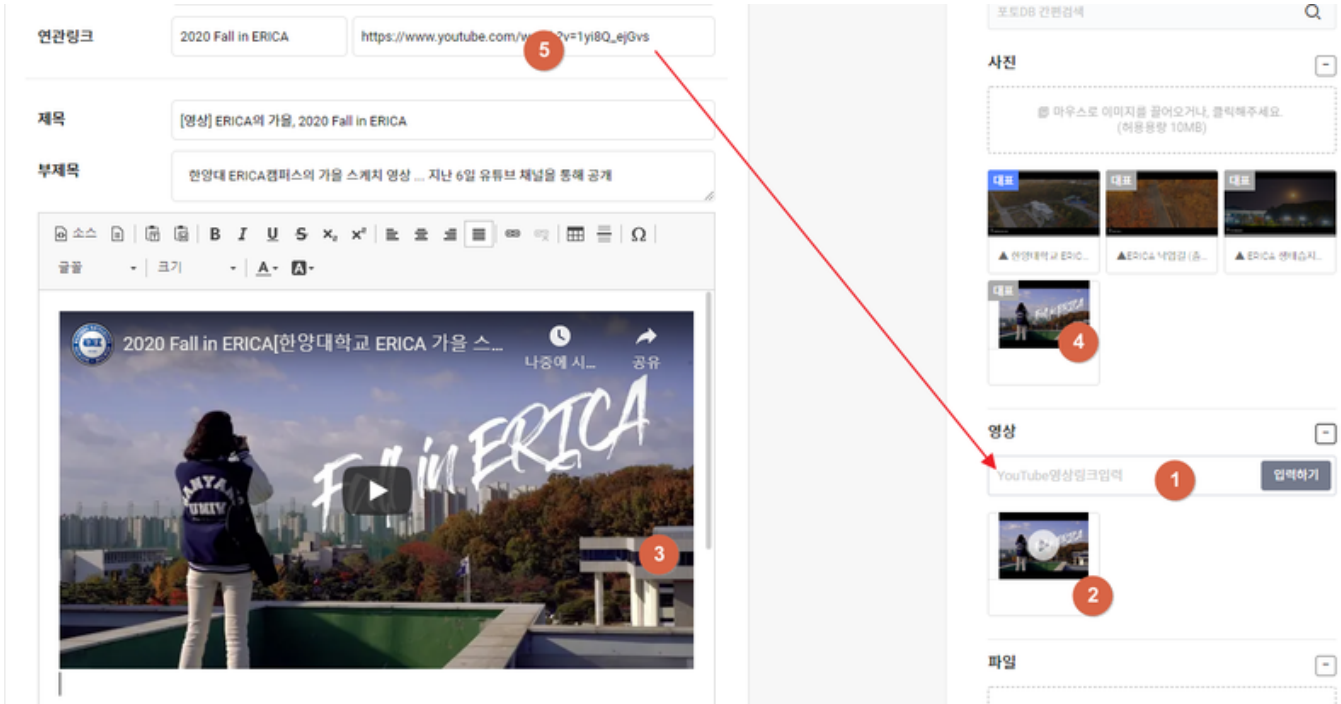 연관링크
2020 Fall in ERICA
https://www.youtube.com/w
?v=1yi8Q_ejGvs
5
제목
[영상] ERICA의 가을, 2020 Fall in ERICA
부제목
한양대 ERICA캠퍼스의 가을 스케치 영상 ... 지난 6일 유튜브 채널을 통해 공개
소스
B I U S x₂ x² Ω
글꼴
크기
A A
2020 Fall in ERICA[한양대학교 ERICA 가을 스...
나중에 시...
공유
Fall in ERICA
HANYANG
UNIV
3
포토DB 간편검색
사진
마우스로 이미지를 끌어오거나, 클릭해주세요.
(허용용량 10MB)
대표
대표
대표
▲ 한양대학교 ERIC...
▲ERICA 낙엽길 (출...
▲ ERICA 생태습지...
대표
4
영상
YouTube영상링크입력
1
입력하기
2
파일